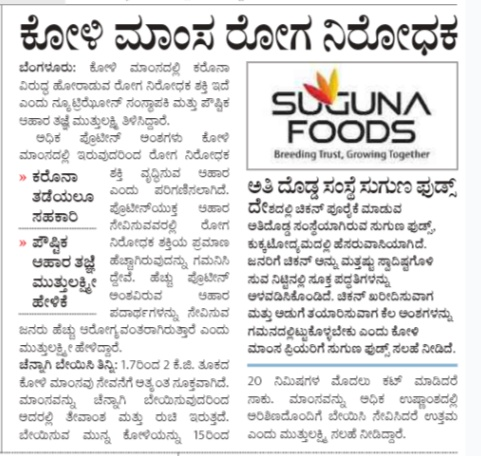 ಕೋಳಿ ಮಾಂಸ ರೋಗ ನಿರೋಧಕ
ಬೆಂಗಳೂರು: ಕೋಳಿ ಮಾಂಸದಲ್ಲಿ ಕರೊನಾ
ವಿರುದ್ಧ ಹೋರಾಡುವ ರೋಗ ನಿರೋಧಕ ಶಕ್ತಿ ಇದೆ
ಎಂದು ನ್ಯೂಟ್ರಿಝೋನ್ ಸಂಸ್ಥಾಪಕಿ ಮತ್ತು ಪೌಷ್ಟಿಕ
ಆಹಾರ ತಜ್ಞೆ ಮುತ್ತುಲಕ್ಷ್ಮಿ ತಿಳಿಸಿದ್ದಾರೆ.
ಅಧಿಕ ಪ್ರೊಟೀನ್ ಅಂಶಗಳು ಕೋಳಿ
ಮಾಂಸದಲ್ಲಿ ಇರುವುದರಿಂದ ರೋಗ ನಿರೋಧಕ
» ಕರೊನಾ
ತಡೆಯಲೂ
ಸಹಕಾರಿ
» ಪೌಷ್ಟಿಕ
ಆಹಾರ ತಜ್ಞೆ
ಮುತ್ತುಲಕ್ಷ್ಮೀ
ಹೇಳಿಕೆ
ಶಕ್ತಿ ವೃದ್ಧಿಸುವ ಆಹಾರ
ಎಂದು ಪರಿಗಣಿಸಲಾಗಿದೆ.
ಪ್ರೊಟೀನ್‌ಯುಕ್ತ ಆಹಾರ
ಸೇವಿಸುವವರಲ್ಲಿ ರೋಗ
ನಿರೋಧಕ ಶಕ್ತಿಯ ಪ್ರಮಾಣ
ಹೆಚ್ಚಾಗಿರುವುದನ್ನು ಗಮನಿಸಿ
ದ್ದೇವೆ. ಹೆಚ್ಚು ಪ್ರೊಟೀನ್
ಅಂಶವಿರುವ ಆಹಾರ
ಪದಾರ್ಥಗಳನ್ನು ಸೇವಿಸುವ
ಜನರು ಹೆಚ್ಚು ಆರೋಗ್ಯವಂತರಾಗಿರುತ್ತಾರೆ ಎಂದು
ಮುತ್ತುಲಕ್ಷ್ಮೀ ಹೇಳಿದ್ದಾರೆ.
ಚೆನ್ನಾಗಿ ಬೇಯಿಸಿ ತಿನ್ನಿ: 1.7ರಿಂದ 2 ಕೆ.ಜಿ. ತೂಕದ
ಕೋಳಿ ಮಾಂಸವು ಸೇವನೆಗೆ ಅತ್ಯಂತ ಸೂಕ್ತವಾಗಿದೆ.
ಮಾಂಸವನ್ನು ಚೆನ್ನಾಗಿ ಬೇಯಿಸುವುದರಿಂದ
ಅದರಲ್ಲಿ ತೇವಾಂಶ ಮತ್ತು ರುಚಿ ಇರುತ್ತದೆ.
ಬೇಯಿಸುವ ಮುನ್ನ ಕೋಳಿಯನ್ನು 15ರಿಂದ
SUGUNA
FOODS
Breeding Trust, Growing Together
ಅತಿ ದೊಡ್ಡ ಸಂಸ್ಥೆ ಸುಗುಣ ಫುಡ್ಸ್
ದೇಶದಲ್ಲಿ ಚಿಕನ್ ಪೂರೈಕೆ ಮಾಡುವ
ಅತಿದೊಡ್ಡ ಸಂಸ್ಥೆಯಾಗಿರುವ ಸುಗುಣ ಫುಡ್ಸ್,
ಕುಕ್ಕಟೋದ್ಯಮದಲ್ಲಿ ಹೆಸರುವಾಸಿಯಾಗಿದೆ.
ಜನರಿಗೆ ಚಿಕನ್ ಅನ್ನು ಮತ್ತಷ್ಟು ಸ್ವಾದಿಷ್ಟಗೊಳಿ
ಸುವ ನಿಟ್ಟಿನಲ್ಲಿ ಸೂಕ್ತ ಪದ್ಧತಿಗಳನ್ನು
ಅಳವಡಿಸಿಕೊಂಡಿದೆ. ಚಿಕನ್ ಖರೀದಿಸುವಾಗ
ಮತ್ತು ಅಡುಗೆ ತಯಾರಿಸುವಾಗ ಕೆಲ ಅಂಶಗಳನ್ನು
ಗಮನದಲ್ಲಿಟ್ಟುಕೊಳ್ಳಬೇಕು ಎಂದು ಕೋಳಿ
ಮಾಂಸ ಪ್ರಿಯರಿಗೆ ಸುಗುಣ ಫುಡ್ಸ್ ಸಲಹೆ ನೀಡಿದೆ.
20 ನಿಮಿಷಗಳ ಮೊದಲು ಕಟ್ ಮಾಡಿದರೆ
ಸಾಕು. ಮಾಂಸವನ್ನು ಅಧಿಕ ಉಷ್ಣಾಂಶದಲ್ಲಿ
ಅರಿಶಿಣದೊಂದಿಗೆ ಬೇಯಿಸಿ ಸೇವಿಸಿದರೆ ಉತ್ತಮ
ಎಂದು ಮುತ್ತುಲಕ್ಷ್ಮಿ ಸಲಹೆ ನೀಡಿದ್ದಾರೆ.